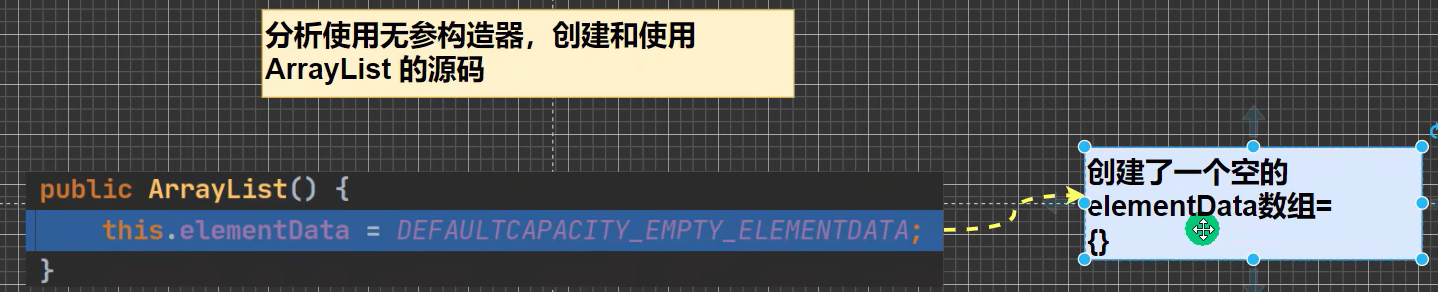 分析使用无参构造器，创建和使用
ArrayList 的源码
public ArrayList() {
this.elementData = DEFAULTCAPACITY_EMPTY_ELEMENTDATA;
}
创建了一个空的
elementData数组=
{}